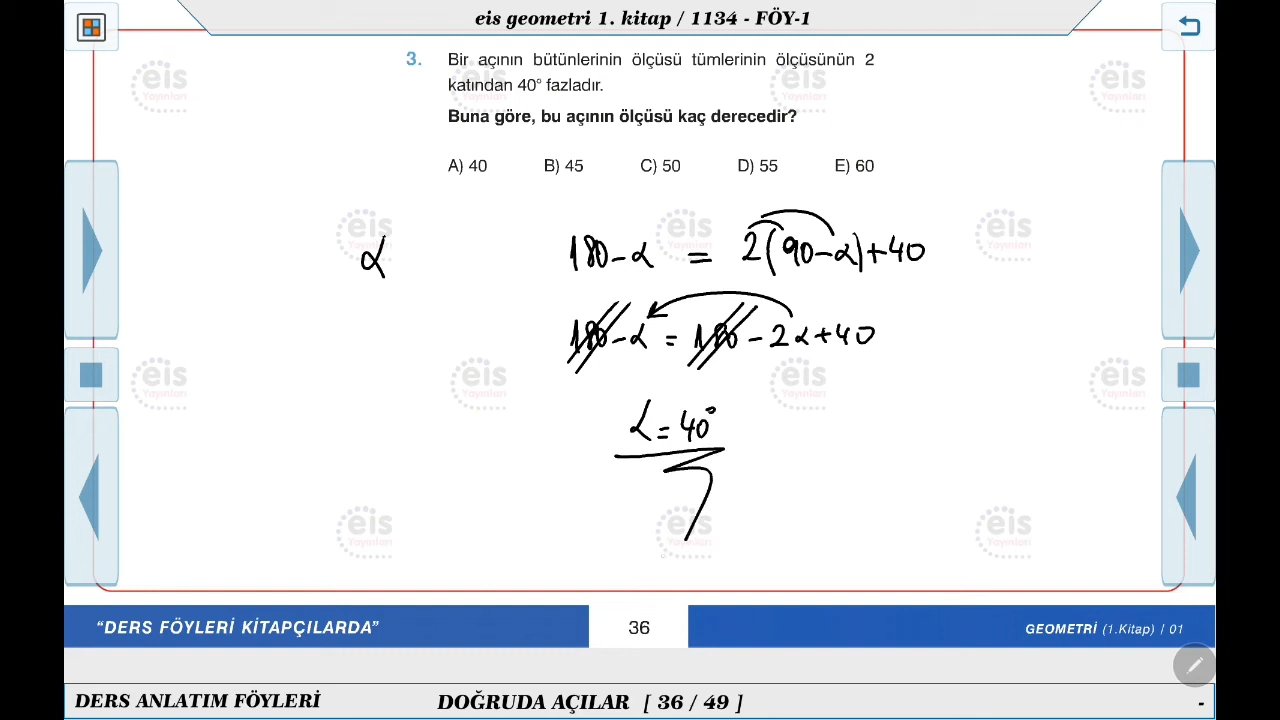 eis geometri 1. kitap / 1134 - FÖY-1
3. Bir açının bütünlerinin ölçüsü tümlerinin ölçüsünün 2
katından 40° fazladır.
Buna göre, bu açının ölçüsü kaç derecedir?
A) 40 B) 45 C) 50 D) 55 E) 60
α 180-α = 2(90-α)+40
180-α = 180-2α+40
α=40°
eis Yayınları
"DERS FÖYLERİ KİTAPÇILARDA" 36 GEOMETRİ (1.Kitap) / 01
DERS ANLATIM FÖYLERİ DOĞRUDA AÇILAR [ 36 / 49 ] -